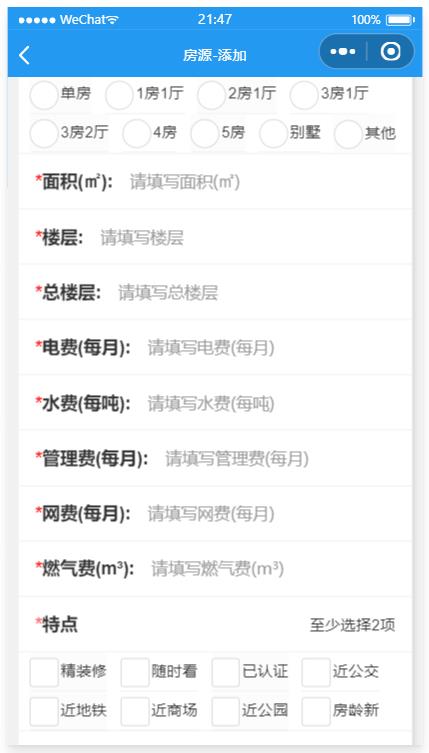 WeChat 21:47 100%
房源-添加
单房 1房1厅 2房1厅 3房1厅
3房2厅 4房 5房 别墅 其他
*面积(㎡): 请填写面积(㎡)
*楼层: 请填写楼层
*总楼层: 请填写总楼层
*电费(每月): 请填写电费(每月)
*水费(每吨): 请填写水费(每吨)
*管理费(每月): 请填写管理费(每月)
*网费(每月): 请填写网费(每月)
*燃气费(m³): 请填写燃气费(m³)
*特点 至少选择2项
精装修 随时看 已认证 近公交
近地铁 近商场 近公园 房龄新